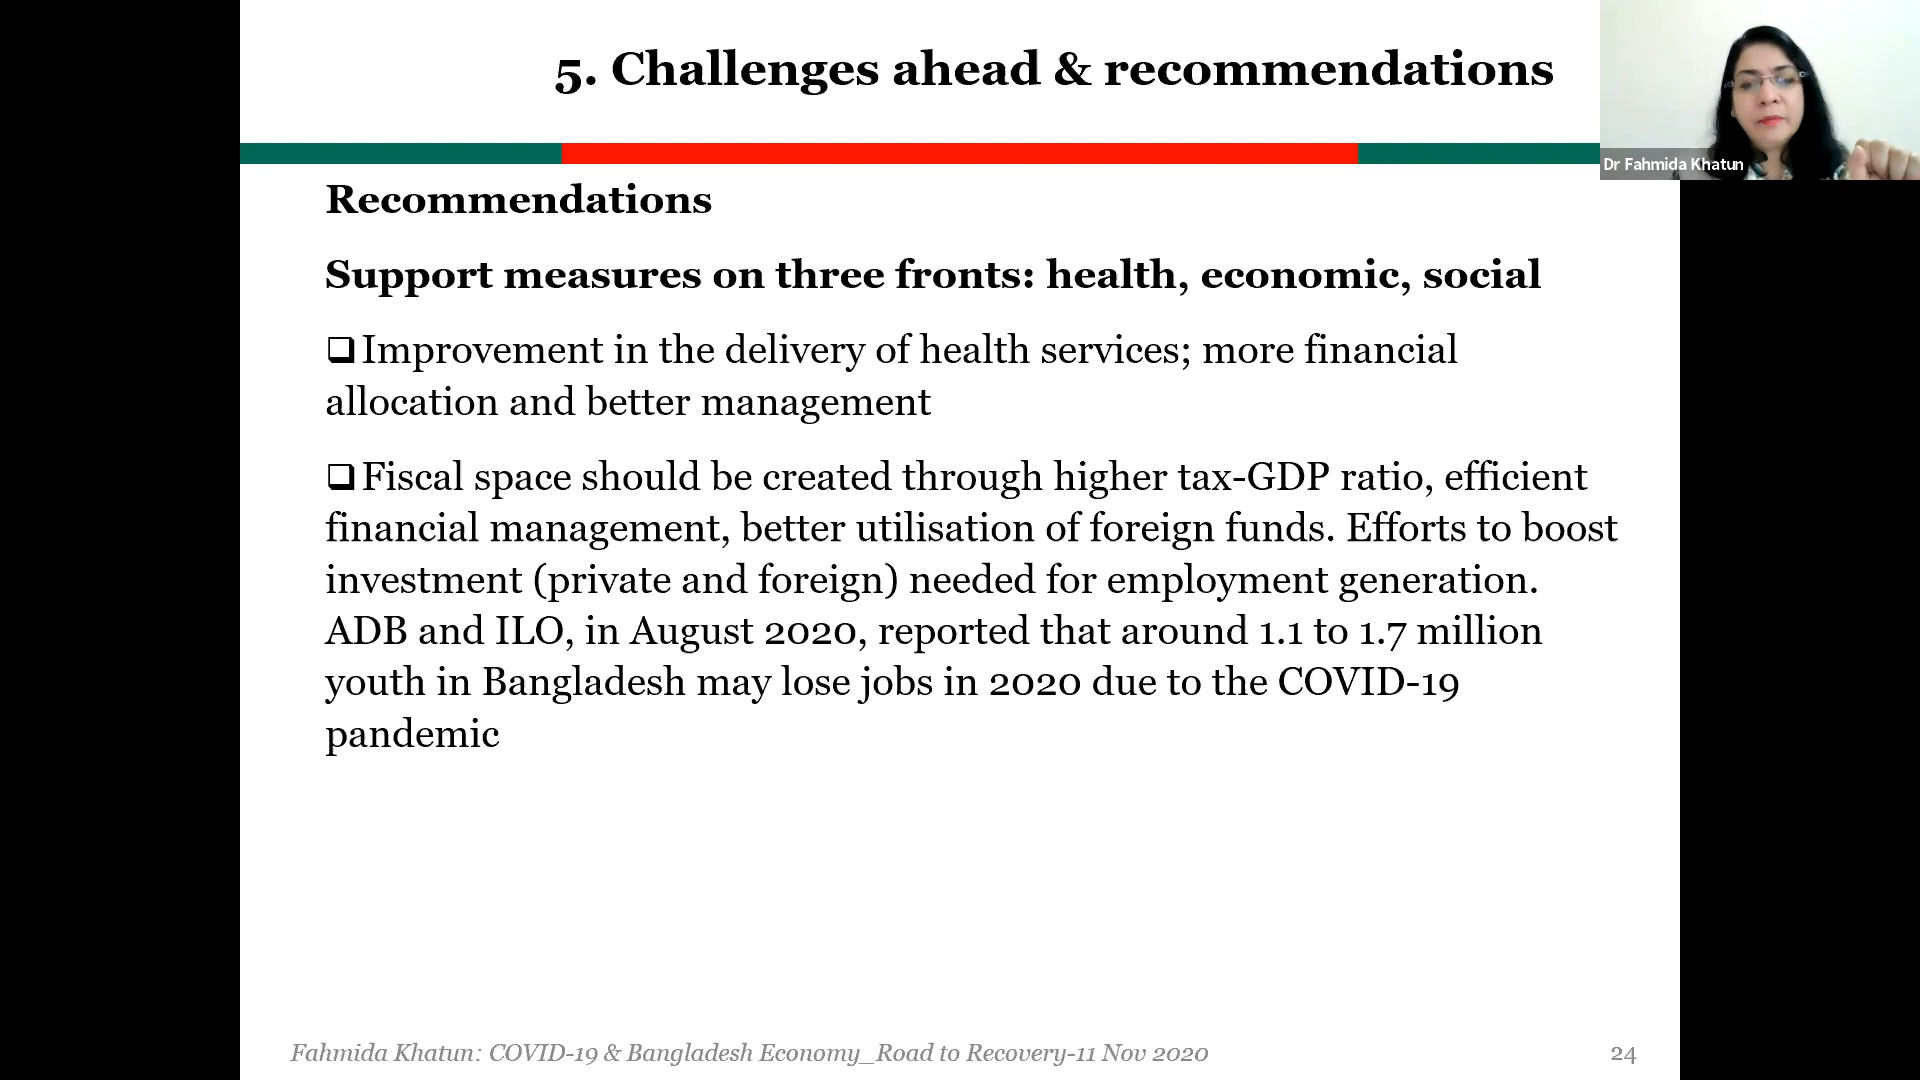 5. Challenges ahead & recommendations
Dr Fahmida Khatun
Recommendations
Support measures on three fronts: health, economic, social
❑Improvement in the delivery of health services; more financial
allocation and better management
❑Fiscal space should be created through higher tax-GDP ratio, efficient
financial management, better utilisation of foreign funds. Efforts to boost
investment (private and foreign) needed for employment generation.
ADB and ILO, in August 2020, reported that around 1.1 to 1.7 million
youth in Bangladesh may lose jobs in 2020 due to the COVID-19
pandemic
Fahmida Khatun: COVID-19 & Bangladesh Economy_Road to Recovery-11 Nov 2020
24